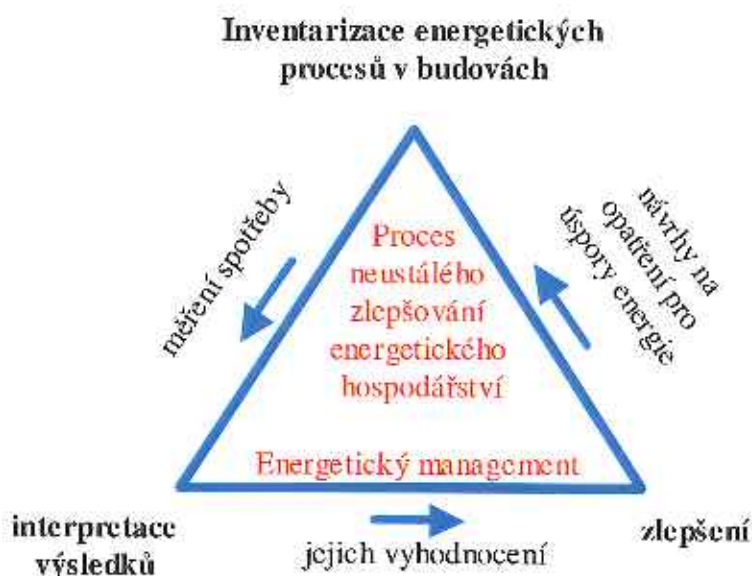 Inventarizace energetických
procesů v budovách
měření spotřeby
návrhy na
opatření pro
úspory energie
Proces
neustálého
zlepšování
energetického
hospodářství
Energetický management
interpretace
výsledků
jejich vyhodnocení
zlepšení